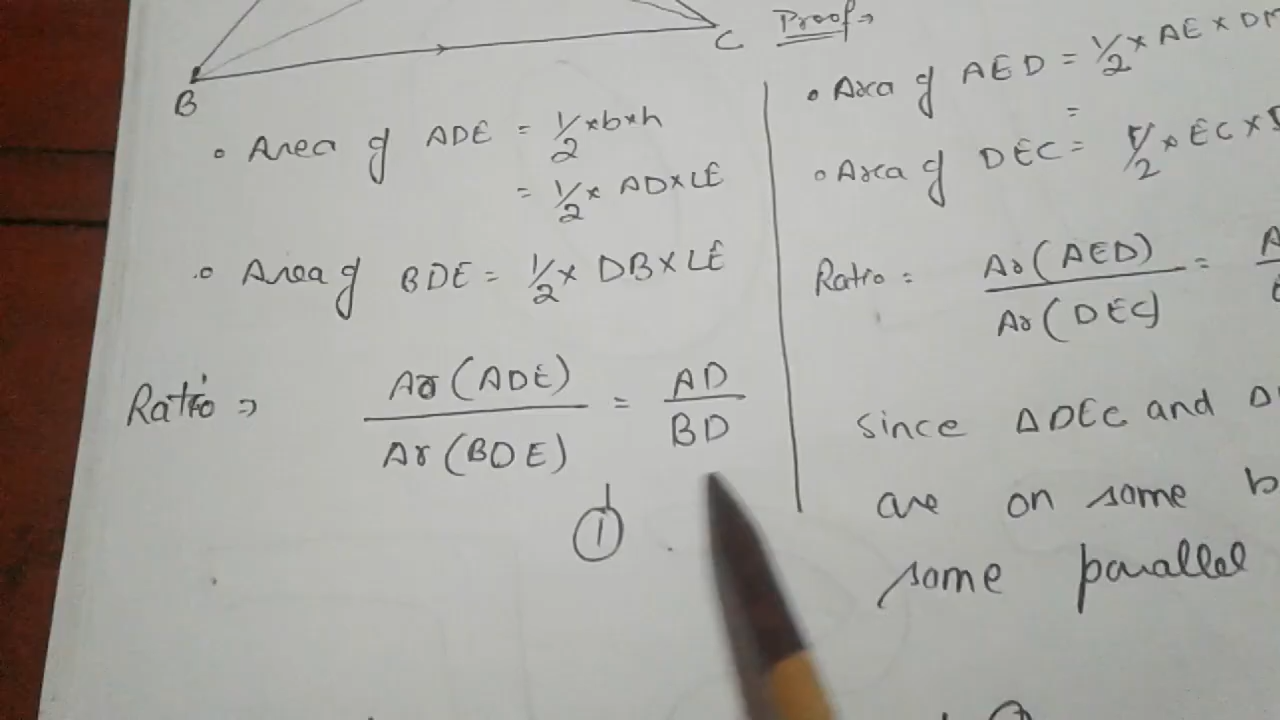 B
C
• Area of ADE = 1/2 × b × h
= 1/2 × AD × LE
• Area of BDE = 1/2 × DB × LE
Ratio ⇒ Ar (ADE) / Ar (BDE) = AD / BD
①
Proof ⇒
• Area of AED = 1/2 × AE × DM
=
• Area of DEC = 1/2 × EC ×
Ratio = Ar (AED) / Ar (DEC) =
Since ΔDEC and Δ
are on same b
same parallel